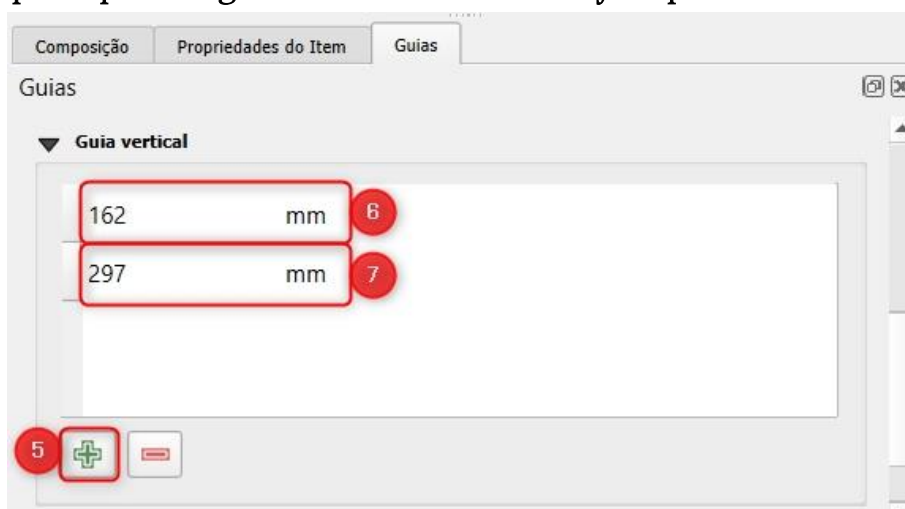 Composição Propriedades do Item Guias
Guias
Guia vertical
162 mm 6
297 mm 7
5